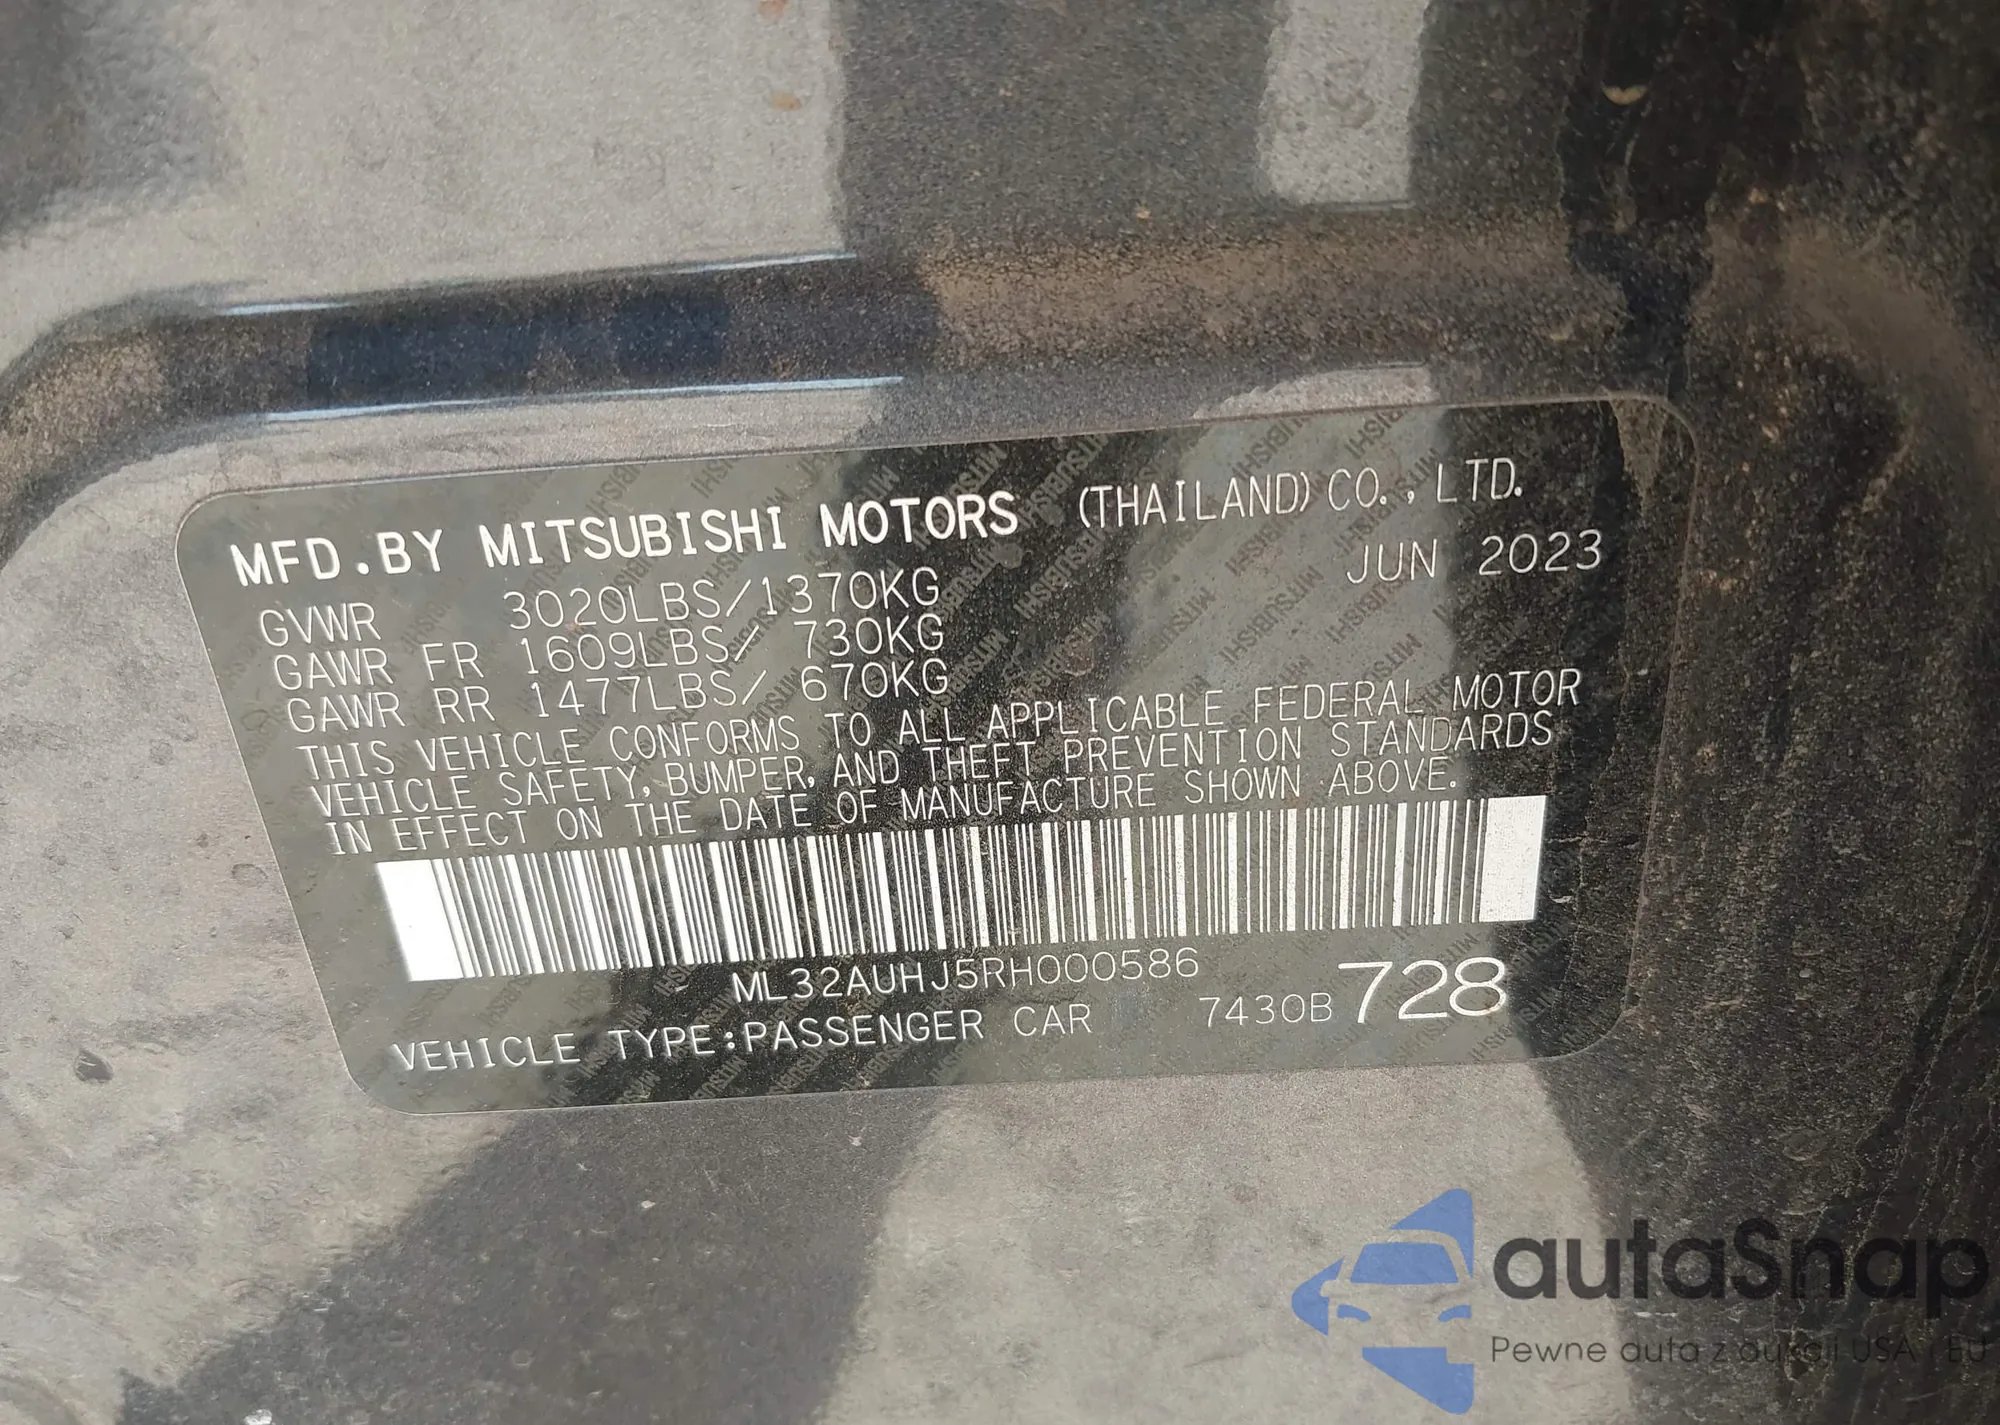 MFD.BY MITSUBISHI MOTORS (THAILAND) CO., LTD.
JUN 2023
GVWR 3020LBS/1370KG
GAWR FR 1609LBS/ 730KG
GAWR RR 1477LBS/ 670KG
THIS VEHICLE CONFORMS TO ALL APPLICABLE FEDERAL MOTOR
VEHICLE SAFETY, BUMPER, AND THEFT PREVENTION STANDARDS
IN EFFECT ON THE DATE OF MANUFACTURE SHOWN ABOVE.
ML32AUHJ5RH000586
VEHICLE TYPE:PASSENGER CAR 7430B 728
autaSnap
Pewne auta z aukcji USA i EU